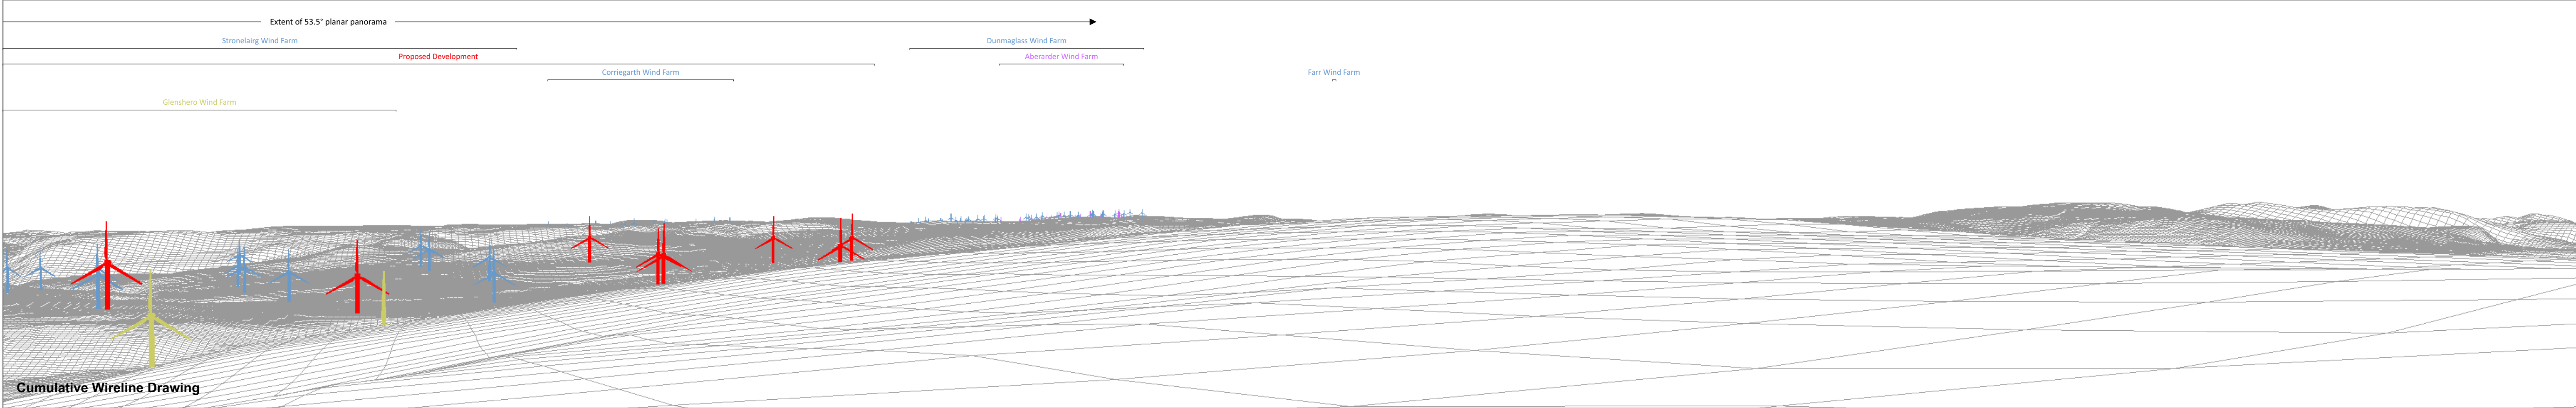 Extent of 53.5° planar panorama
Stronelairg Wind Farm
Dunmaglass Wind Farm
Proposed Development
Aberarder Wind Farm
Corriegarth Wind Farm
Farr Wind Farm
Glenshero Wind Farm
Cumulative Wireline Drawing